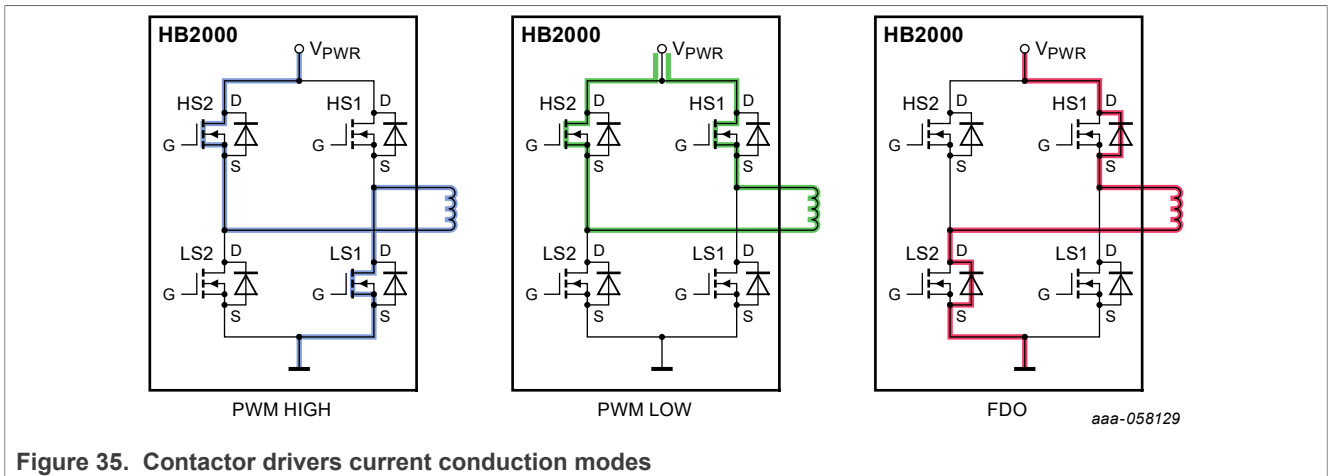 HB2000
VPWR
HS2 D HS1 D
G G
S S
LS2 D LS1 D
G G
S S
PWM HIGH
HB2000
VPWR
HS2 D HS1 D
G G
S S
LS2 D LS1 D
G G
S S
PWM LOW
HB2000
VPWR
HS2 D HS1 D
G G
S S
LS2 D LS1 D
G G
S S
FDO
aaa-058129
Figure 35. Contactor drivers current conduction modes